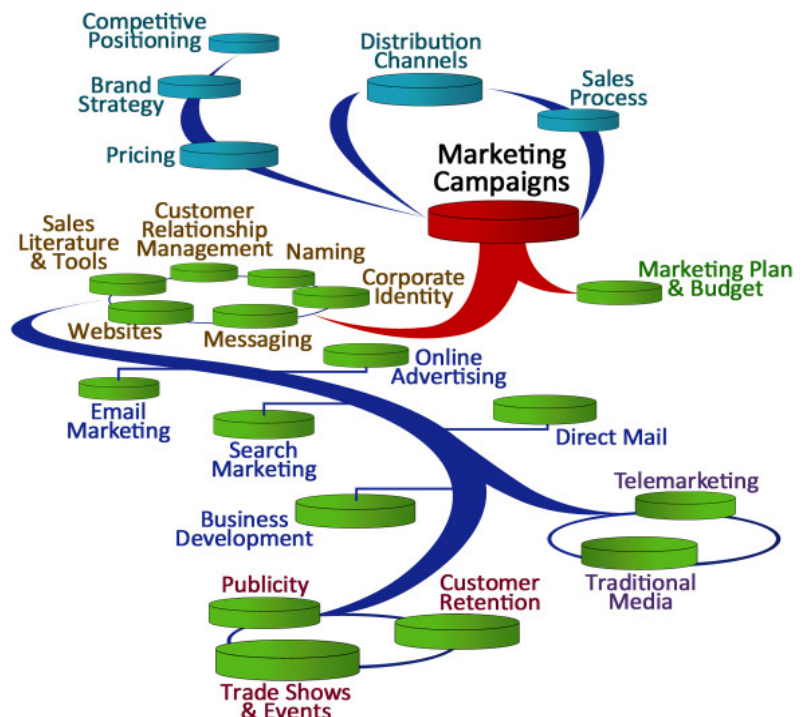 Competitive
Positioning
Distribution
Channels
Brand
Strategy
Sales
Process
Pricing
Marketing
Campaigns
Sales
Literature
& Tools
Customer
Relationship
Management
Naming
Corporate
Identity
Marketing Plan
& Budget
Websites
Messaging
Online
Advertising
Email
Marketing
Search
Marketing
Direct Mail
Business
Development
Telemarketing
Traditional
Media
Publicity
Customer
Retention
Trade Shows
& Events